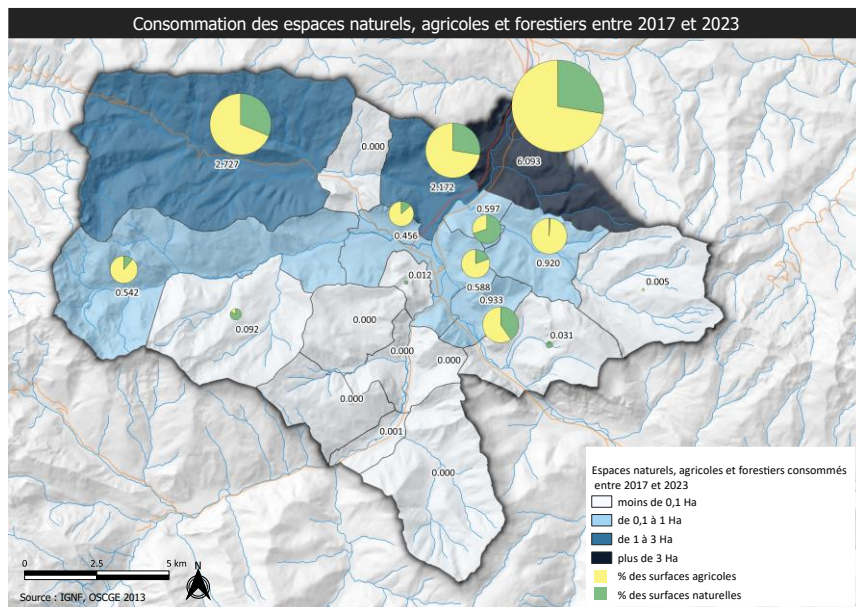 Consommation des espaces naturels, agricoles et forestiers entre 2017 et 2023
0.000
2.727
2.172
6.093
0.597
0.456
0.920
0.012
0.005
0.542
0.588
0.933
0.092
0.000
0.031
0.000
0.000
0.000
0.001
0.000
Espaces naturels, agricoles et forestiers consommés
entre 2017 et 2023
moins de 0,1 Ha
de 0,1 à 1 Ha
de 1 à 3 Ha
plus de 3 Ha
% des surfaces agricoles
% des surfaces naturelles
0 2.5 5 km
N
Source : IGNF, OSCGE 2013